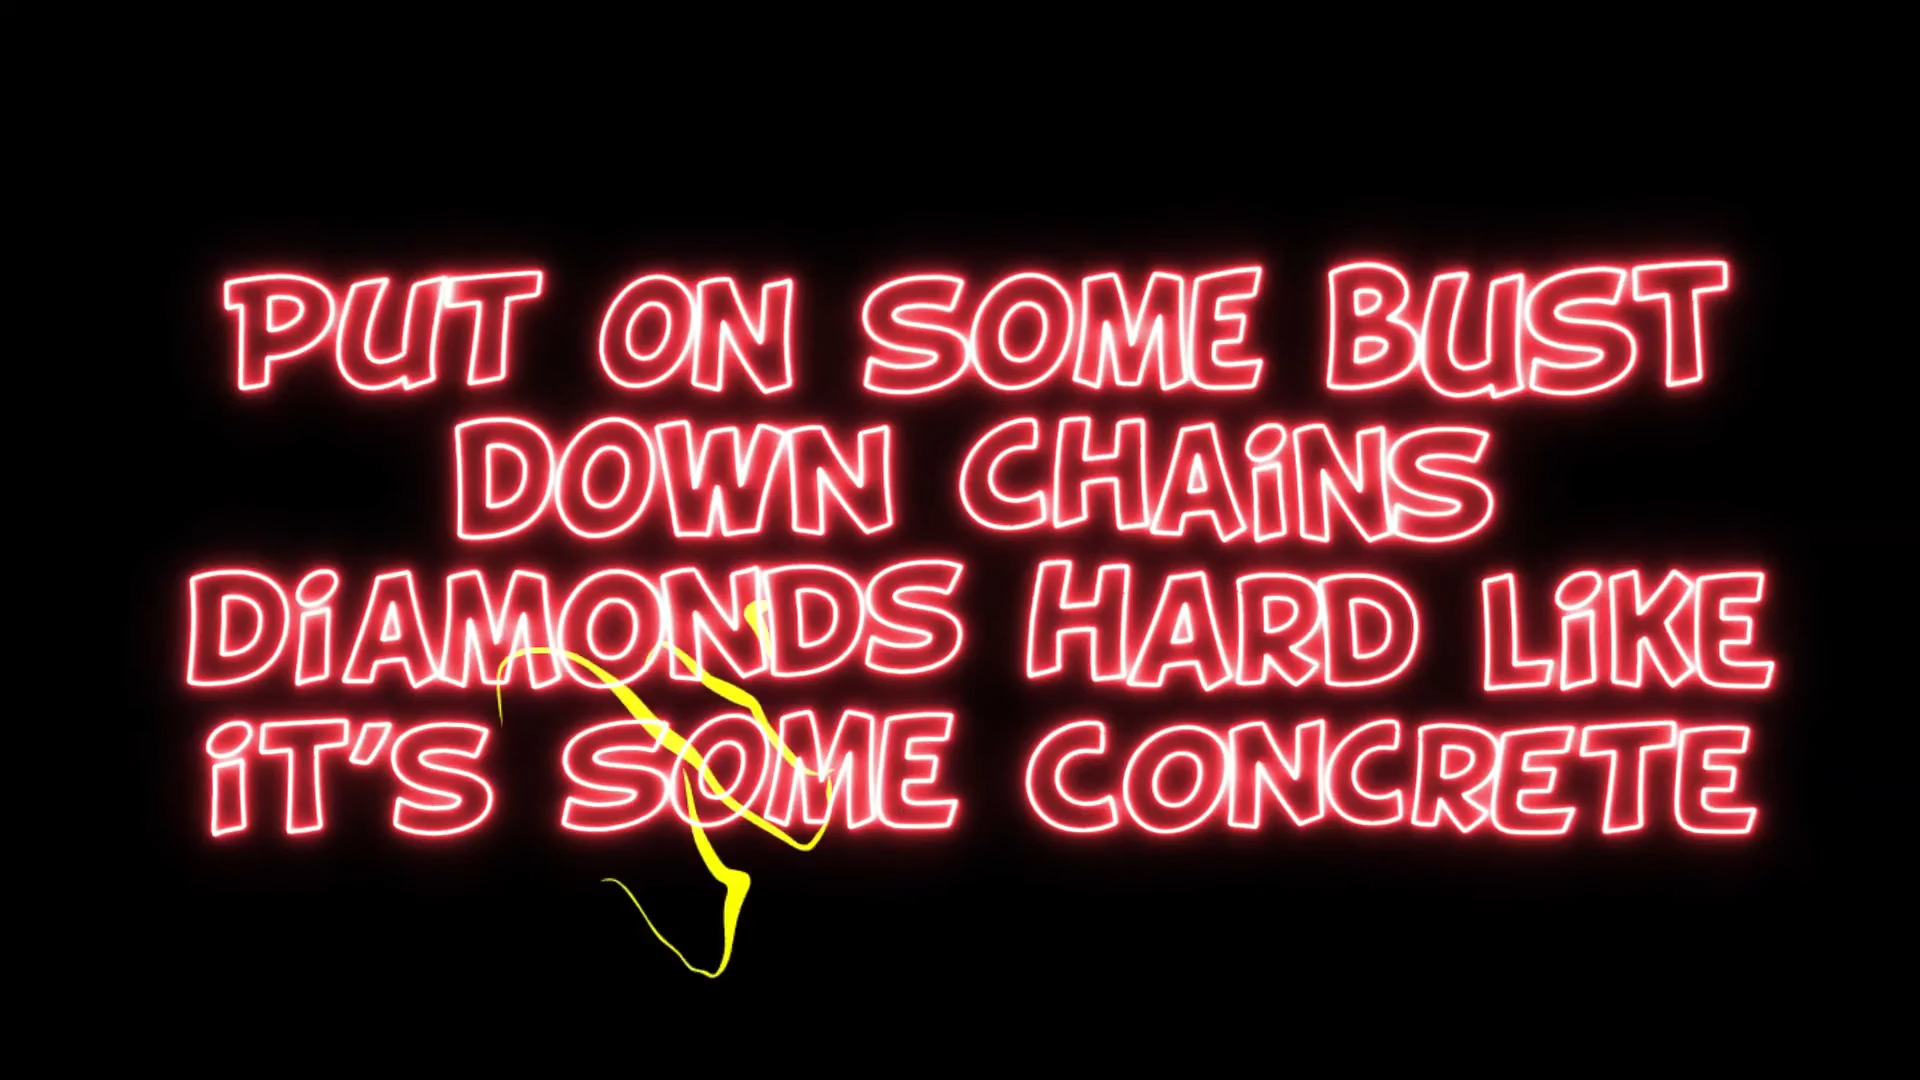 PUT ON SOME BUST
DOWN CHAiNS
DiAMONDS HARD LiKE
iT'S SOME CONCRETE